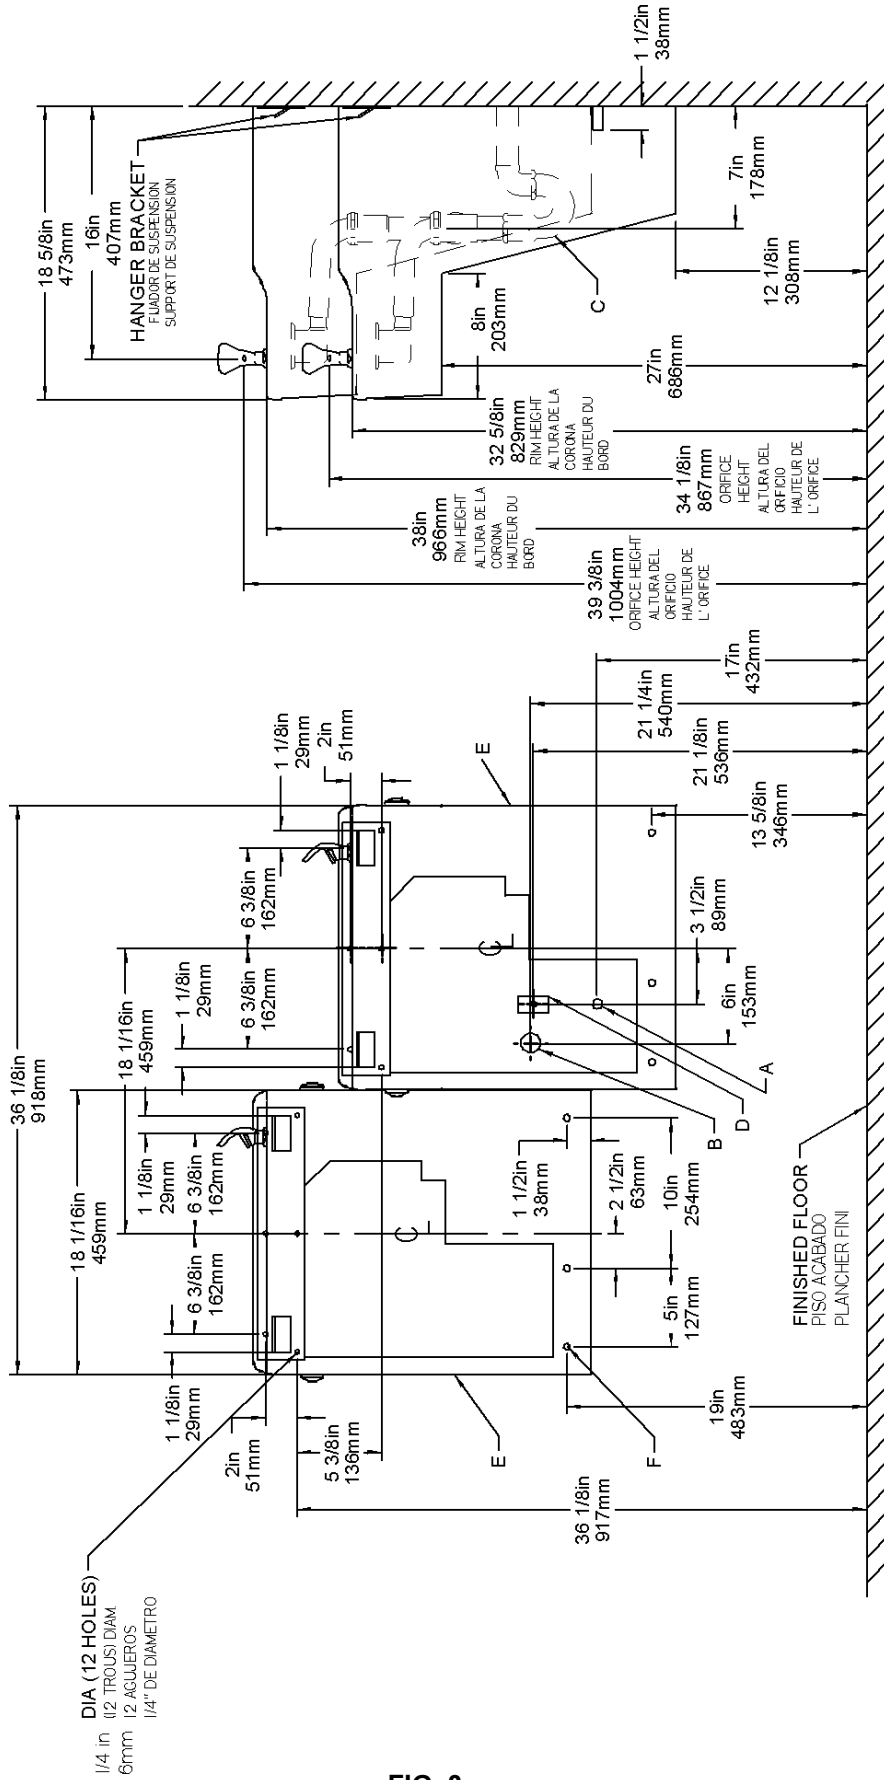 36 1/8in
918mm
18 1/16in
459mm
18 1/16in
459mm
1 1/8in
29mm
6 3/8in
162mm
6 3/8in
162mm
1 1/8in
29mm
2in
51mm
5 3/8in
136mm
1 1/8in
29mm
6 3/8in
162mm
6 3/8in
162mm
1 1/8in
29mm
2in
51mm
1/4 in DIA (12 HOLES)
(12 TROUS) DIAM.
6mm 12 AGUJEROS
1/4" DE DIAMETRO
CL
CL
E
E
F
B
D
A
1 1/2in
38mm
2 1/2in
63mm
10in
254mm
5in
127mm
19in
483mm
36 1/8in
917mm
3 1/2in
89mm
6in
153mm
13 5/8in
346mm
21 1/8in
536mm
21 1/4in
540mm
17in
432mm
FINISHED FLOOR
PISO ACABADO
PLANCHER FINI
18 5/8in
473mm
16in
407mm
HANGER BRACKET
FIJADOR DE SUSPENSION
SUPPORT DE SUSPENSION
39 3/8in
1004mm
ORIFICE HEIGHT
ALTURA DEL
ORIFICIO
HAUTEUR DE
L' ORIFICE
38in
966mm
RIM HEIGHT
ALTURA DE LA
CORONA
HAUTEUR DU
BORD
34 1/8in
867mm
ORIFICE
HEIGHT
ALTURA DEL
ORIFICIO
HAUTEUR DE
L' ORIFICE
32 5/8in
829mm
RIM HEIGHT
ALTURA DE LA
CORONA
HAUTEUR DU
BORD
8in
203mm
27in
686mm
C
12 1/8in
308mm
7in
178mm
1 1/2in
38mm